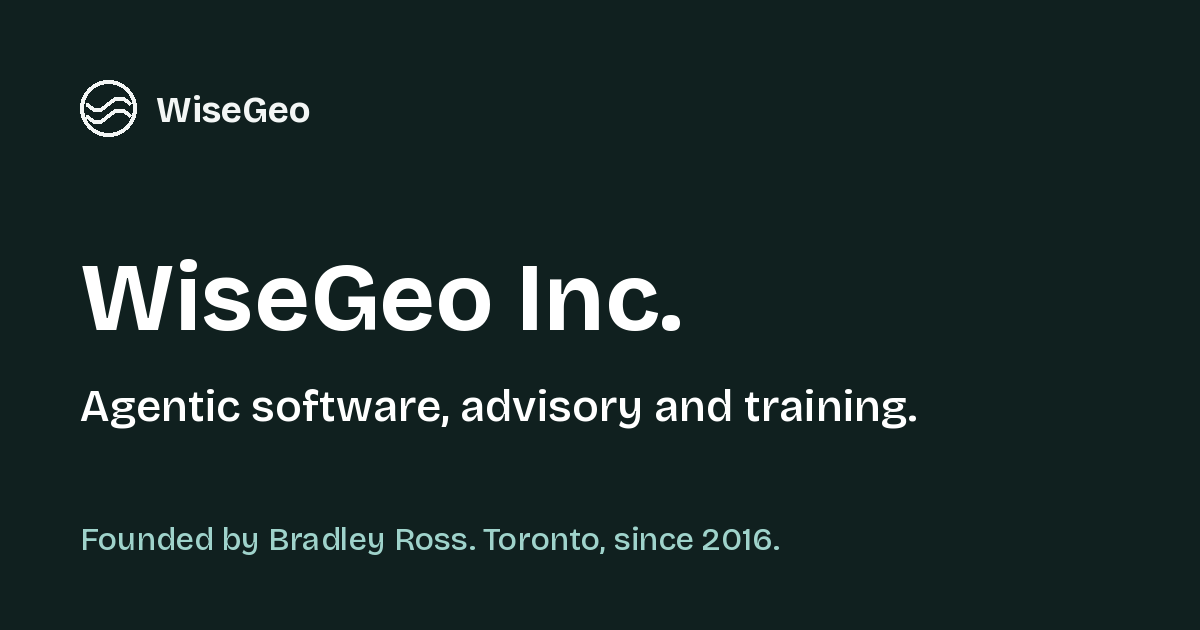 WiseGeo
WiseGeo Inc.
Agentic software, advisory and training.
Founded by Bradley Ross. Toronto, since 2016.